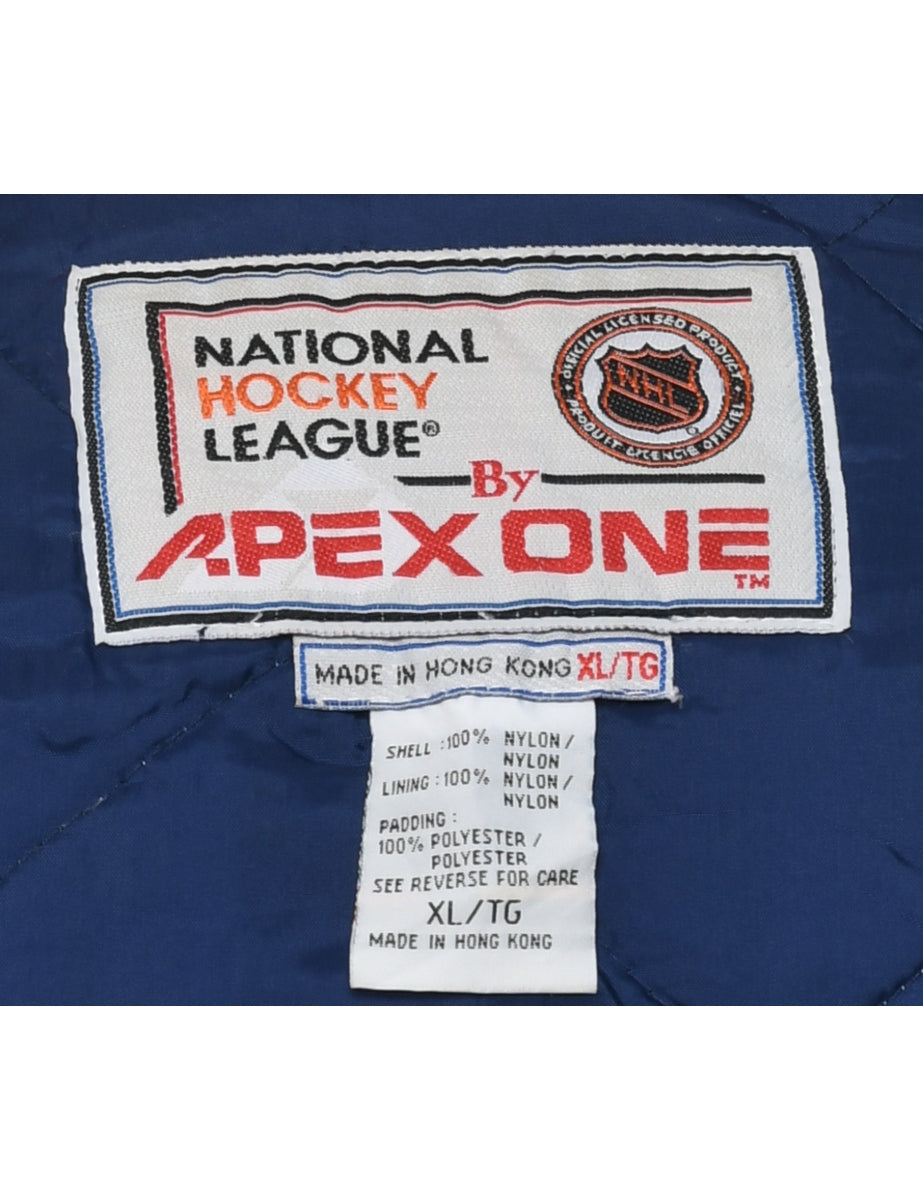 NATIONAL
HOCKEY
LEAGUE®
OFFICIAL LICENSED PRODUCT
NHL
®
PRODUIT LICENCIE OFFICIEL
By
APEX ONE
TM
MADE IN HONG KONG XL/TG
SHELL : 100% NYLON /
NYLON
LINING : 100% NYLON /
NYLON
PADDING :
100% POLYESTER /
POLYESTER
SEE REVERSE FOR CARE
XL/TG
MADE IN HONG KONG